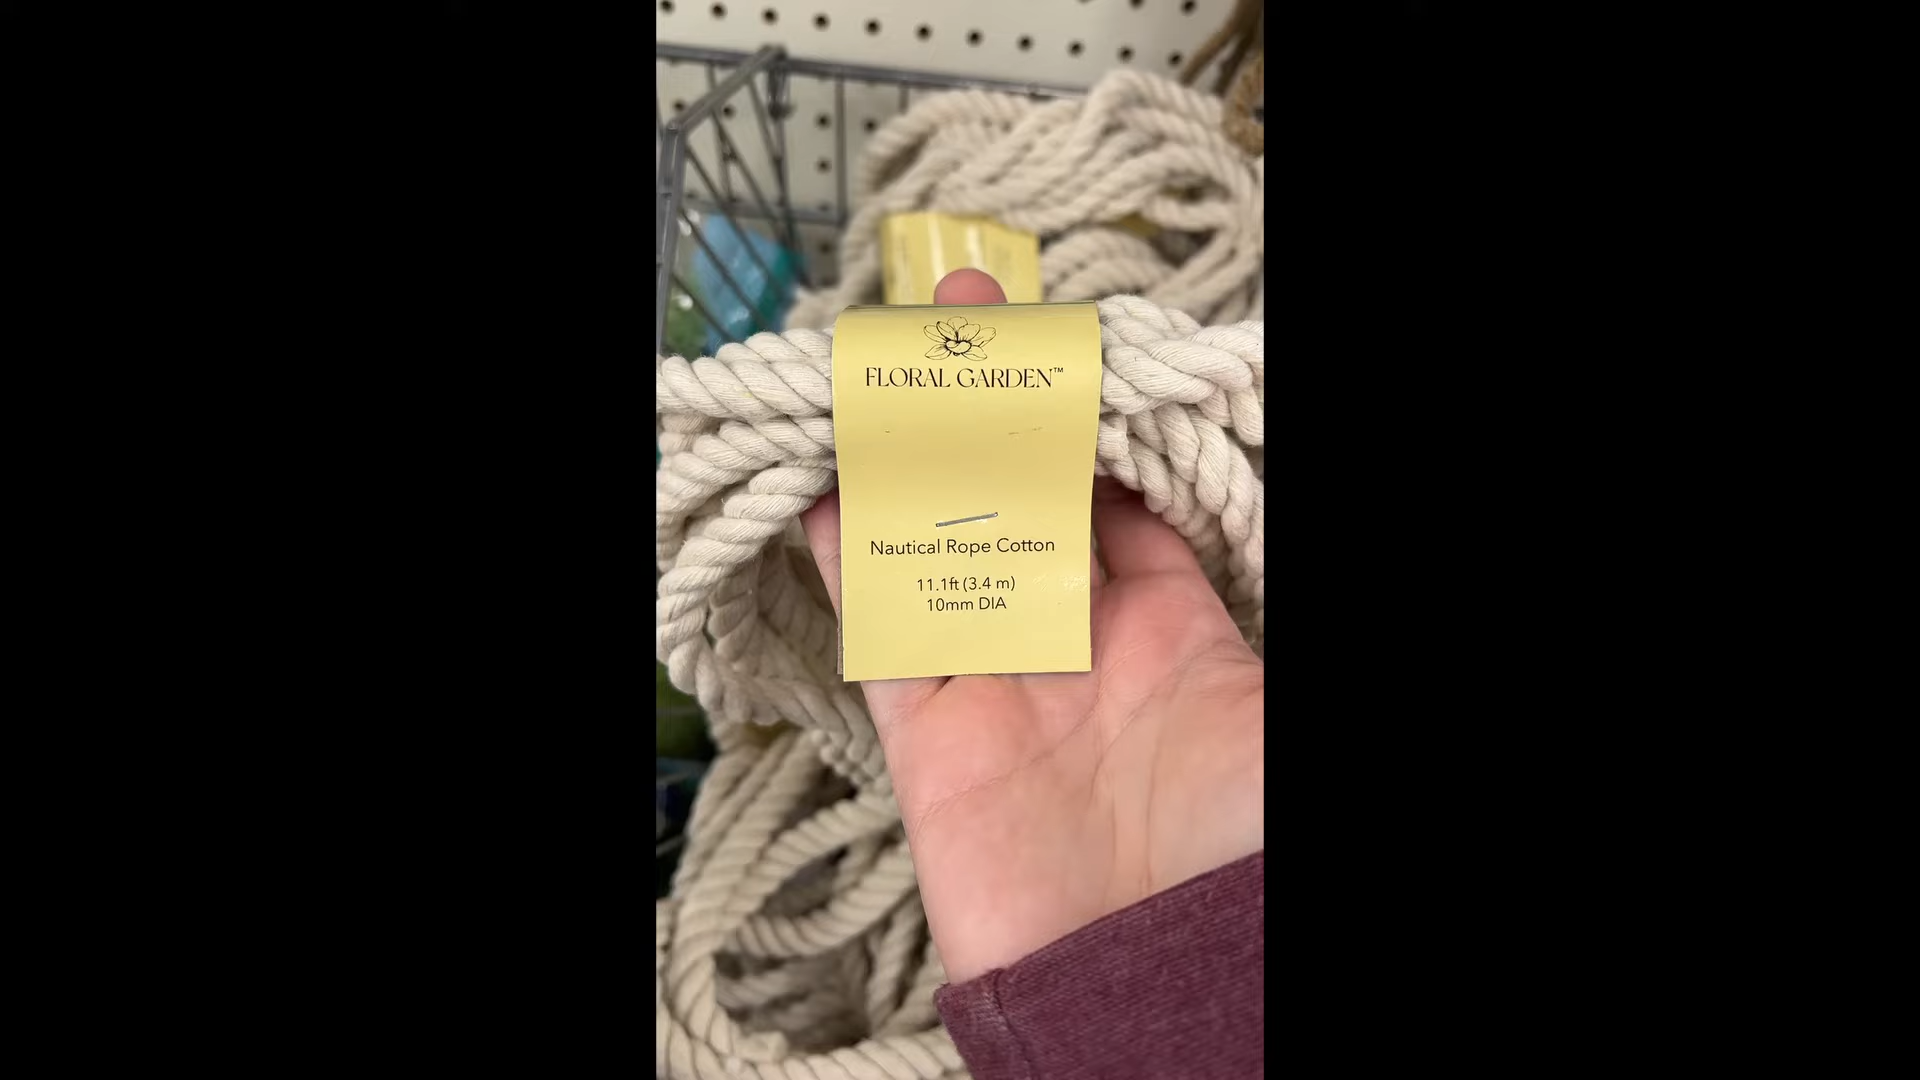 FLORAL GARDEN™
Nautical Rope Cotton
11.1ft (3.4 m)
10mm DIA